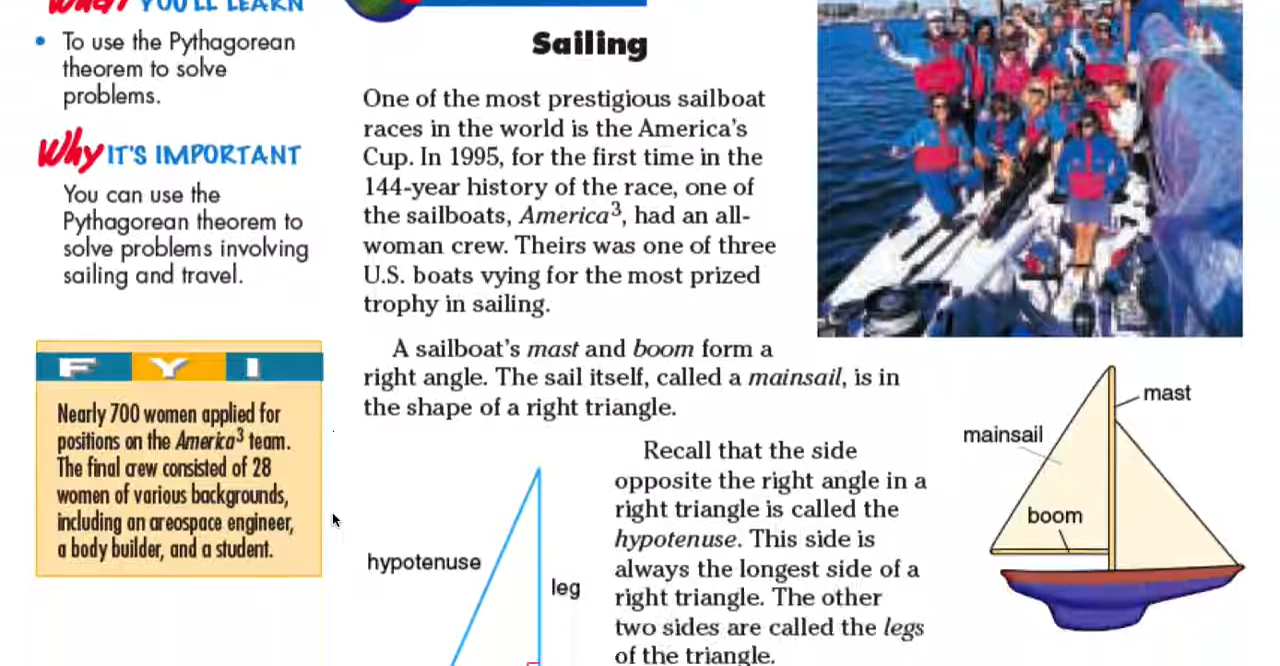 What YOU'LL LEARN
• To use the Pythagorean
theorem to solve
problems.
Why IT'S IMPORTANT
You can use the
Pythagorean theorem to
solve problems involving
sailing and travel.
F Y I
Nearly 700 women applied for
positions on the America³ team.
The final crew consisted of 28
women of various backgrounds,
including an areospace engineer,
a body builder, and a student.
Sailing
One of the most prestigious sailboat
races in the world is the America's
Cup. In 1995, for the first time in the
144-year history of the race, one of
the sailboats, America³, had an all-
woman crew. Theirs was one of three
U.S. boats vying for the most prized
trophy in sailing.
A sailboat's mast and boom form a
right angle. The sail itself, called a mainsail, is in
the shape of a right triangle.
Recall that the side
opposite the right angle in a
right triangle is called the
hypotenuse. This side is
always the longest side of a
right triangle. The other
two sides are called the legs
of the triangle.
hypotenuse
leg
mast
mainsail
boom